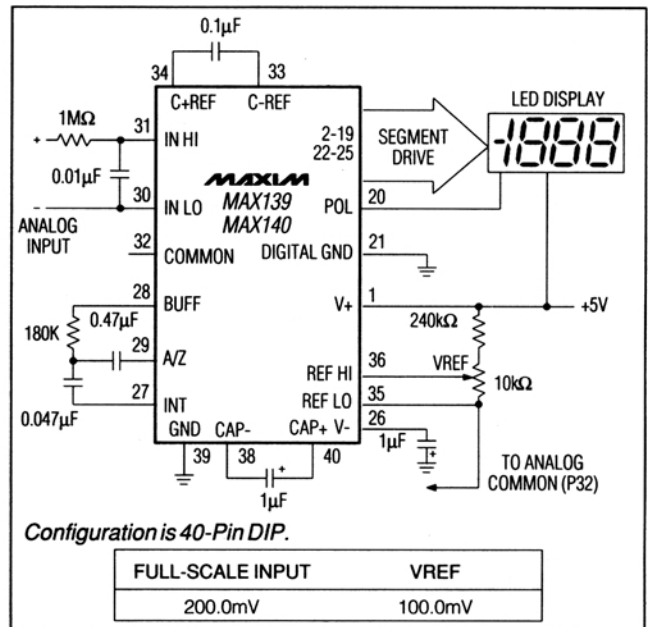 0.1µF
34 33
C+REF C-REF
LED DISPLAY
1MΩ
+
31
IN HI
2-19
22-25
SEGMENT
DRIVE
-1888
0.01µF
MAXIM
MAX139
MAX140
–
30
IN LO
POL
20
ANALOG
INPUT
32
COMMON
DIGITAL GND
21
28
BUFF
V+
1
+5V
180K
0.47µF
240kΩ
29
A/Z
36
REF HI
VREF
10kΩ
35
REF LO
0.047µF
27
INT
26
GND CAP- CAP+ V-
1µF
+
39 38 40
+
1µF
TO ANALOG
COMMON (P32)
Configuration is 40-Pin DIP.
FULL-SCALE INPUT VREF
200.0mV 100.0mV